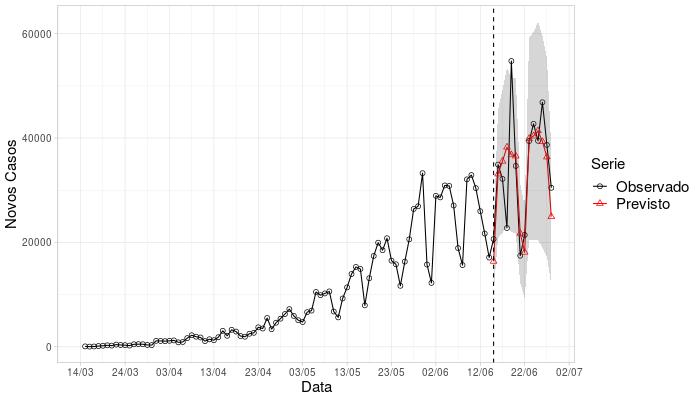 60000
40000
20000
0
Novos Casos
14/03 24/03 03/04 13/04 23/04 03/05 13/05 23/05 02/06 12/06 22/06 02/07
Data
Serie
Observado
Previsto